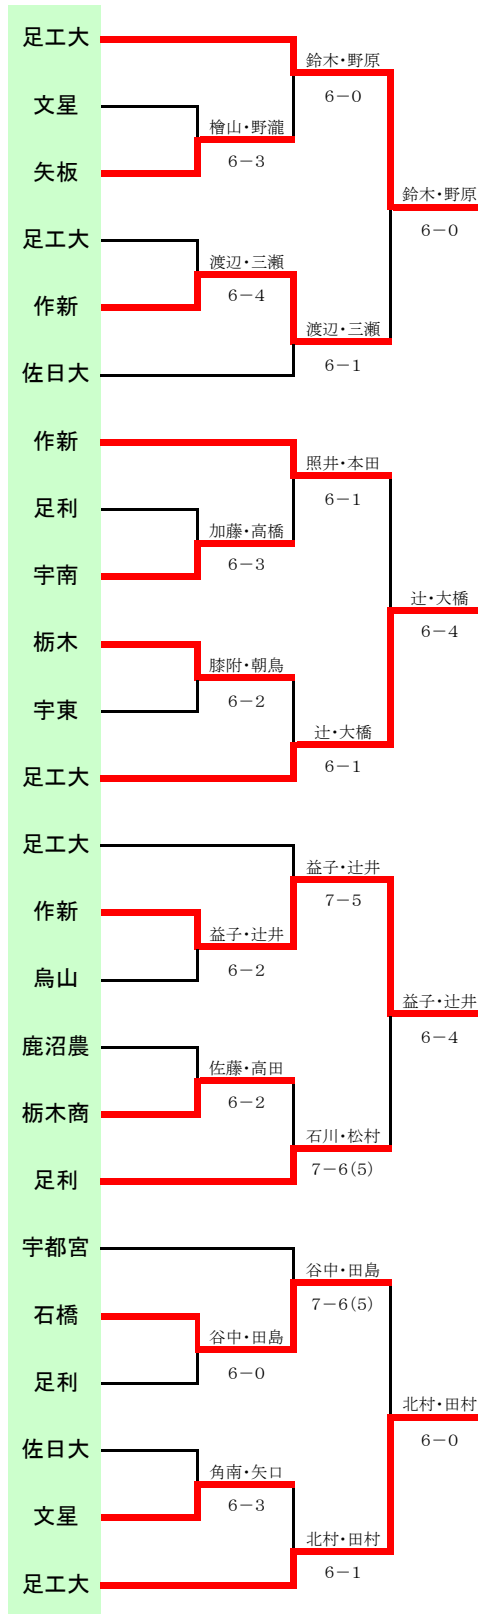 足工大
鈴木・野原
6－0
文星
檜山・野瀧
6－3
矢板
鈴木・野原
6－0
足工大
渡辺・三瀬
6－4
作新
渡辺・三瀬
6－1
佐日大
作新
照井・本田
6－1
足利
加藤・高橋
6－3
宇南
辻・大橋
6－4
栃木
膝附・朝鳥
6－2
宇東
辻・大橋
6－1
足工大
足工大
益子・辻井
7－5
作新
益子・辻井
6－2
烏山
益子・辻井
6－4
鹿沼農
佐藤・高田
6－2
栃木商
石川・松村
7－6(5)
足利
宇都宮
谷中・田島
7－6(5)
石橋
谷中・田島
6－0
足利
北村・田村
6－0
佐日大
角南・矢口
6－3
文星
北村・田村
6－1
足工大